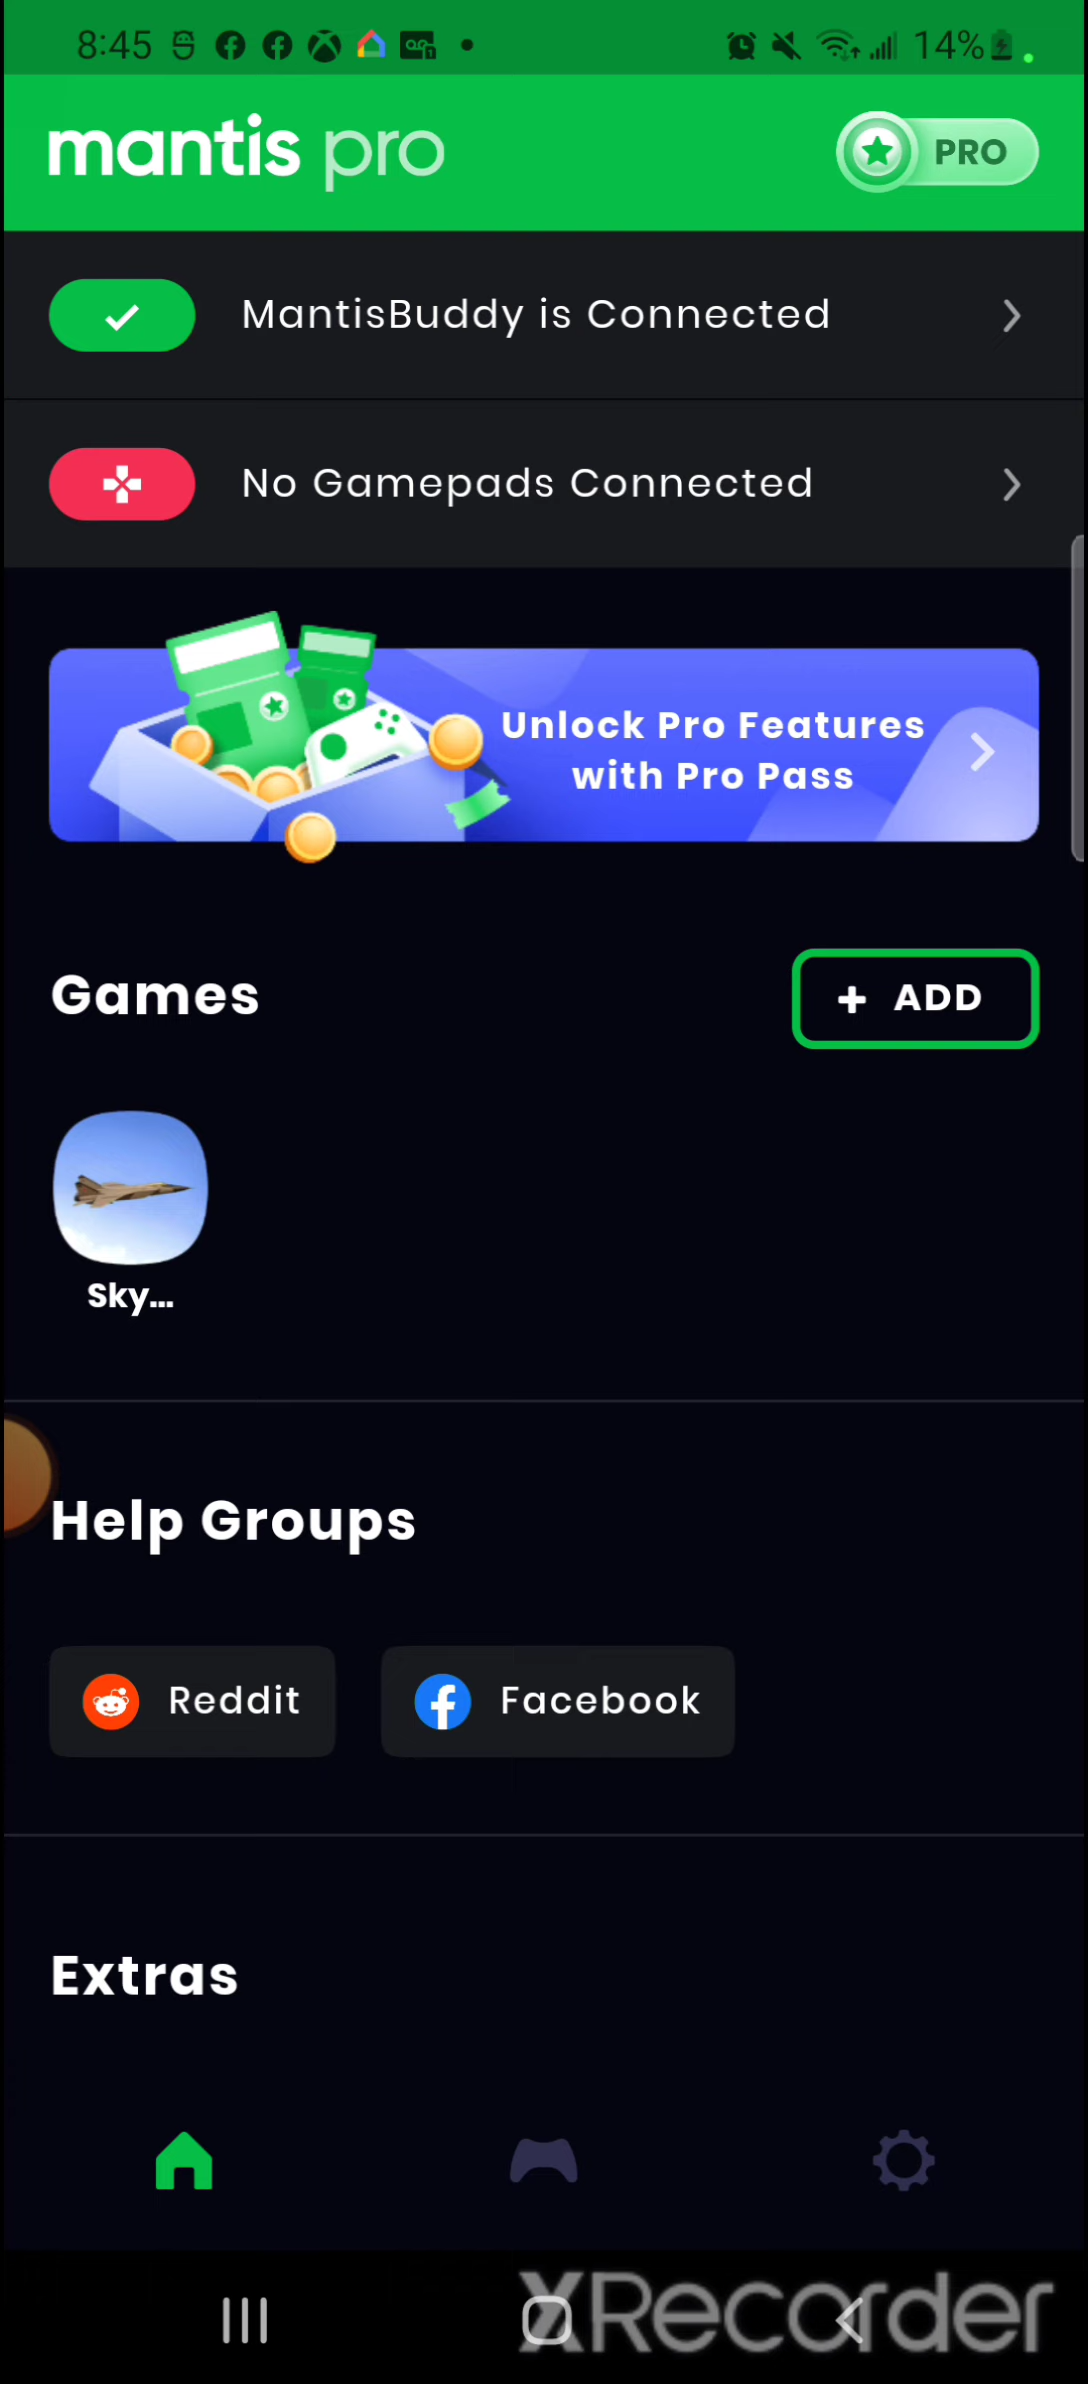 8:45
14%
mantis pro
PRO
MantisBuddy is Connected
No Gamepads Connected
Unlock Pro Features
with Pro Pass
Games
+ ADD
Sky...
Help Groups
Reddit
Facebook
Extras
XRecorder